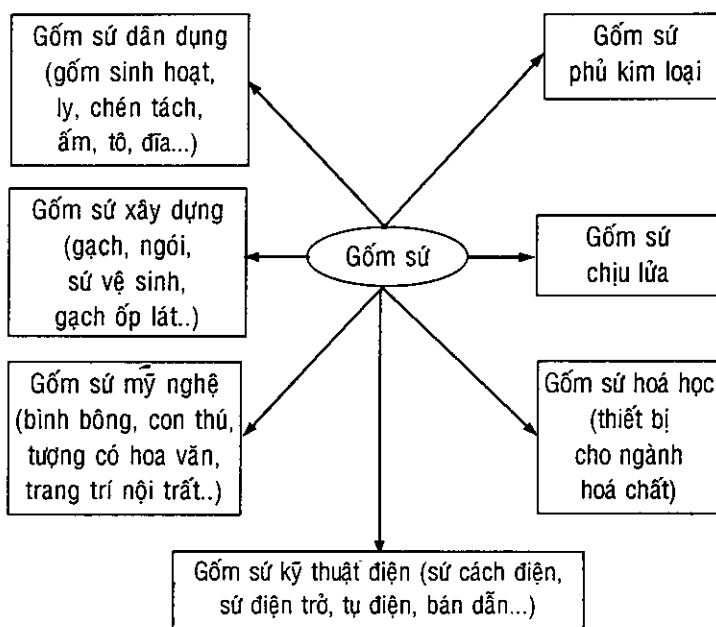 Gốm sứ dân dụng
(gốm sinh hoạt,
ly, chén tách,
ấm, tô, đĩa...)
Gốm sứ
phủ kim loại
Gốm sứ xây dựng
(gạch, ngói,
sứ vệ sinh,
gạch ốp lát..)
Gốm sứ
Gốm sứ
chịu lửa
Gốm sứ mỹ nghệ
(bình bông, con thú,
tượng có hoa văn,
trang trí nội trất..)
Gốm sứ hoá học
(thiết bị
cho ngành
hoá chất)
Gốm sứ kỹ thuật điện (sứ cách điện,
sứ điện trở, tụ điện, bán dẫn...)